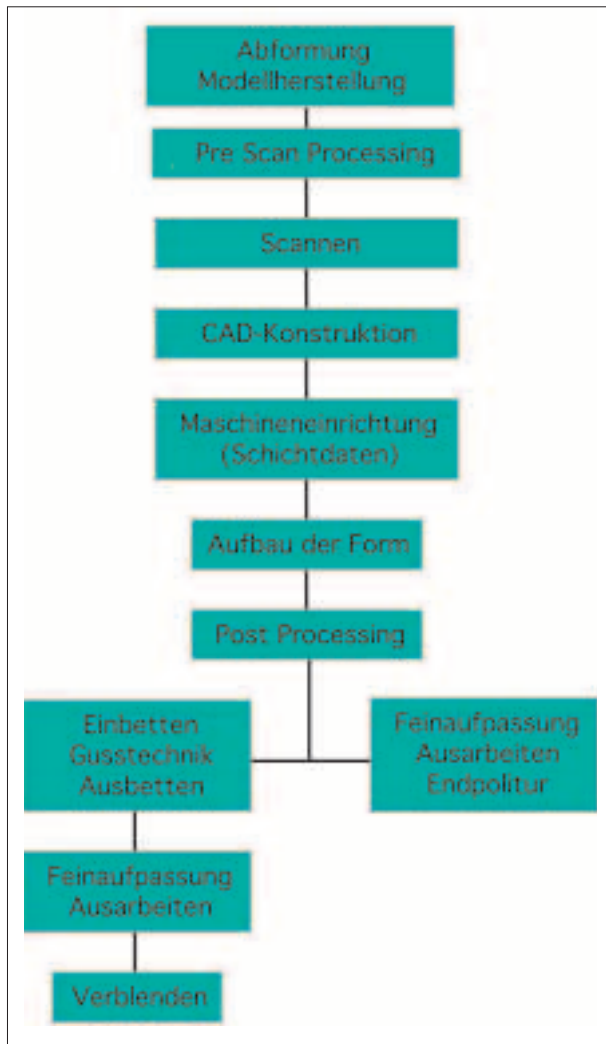 Abformung
Modellherstellung
Pre Scan Processing
Scannen
CAD-Konstruktion
Maschineneinrichtung
(Schichtdaten)
Aufbau der Form
Post Processing
Einbetten
Gusstechnik
Ausbetten
Feinaufpassung
Ausarbeiten
Endpolitur
Feinaufpassung
Ausarbeiten
Verblenden